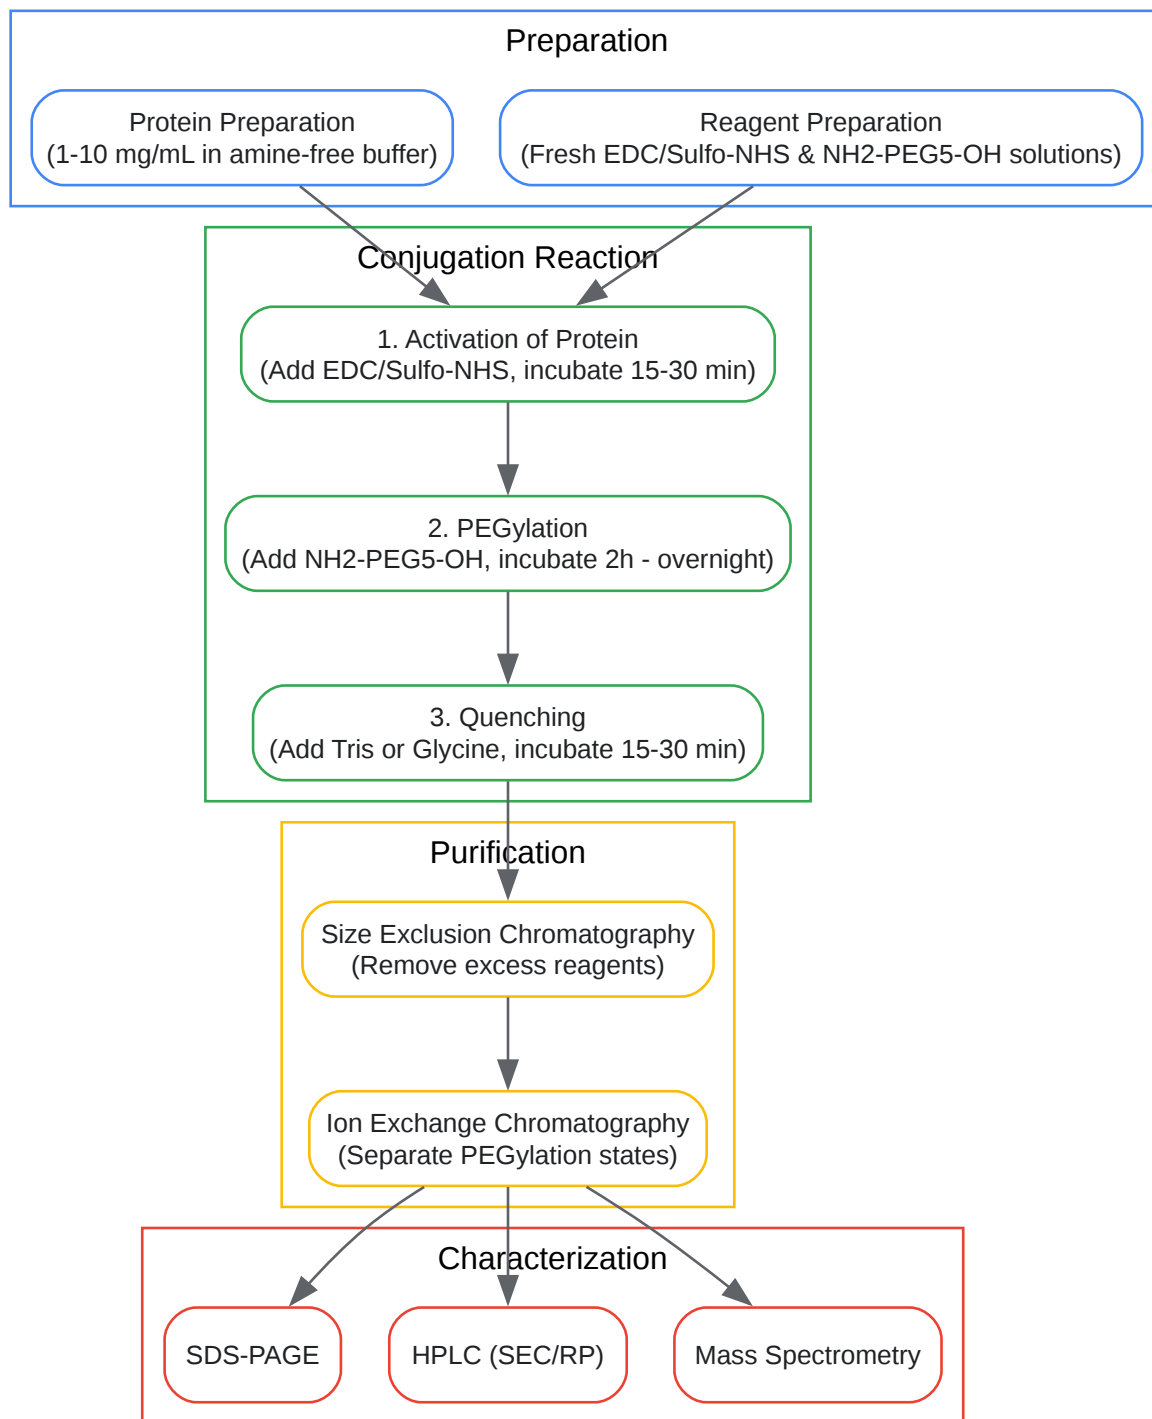 Preparation
Protein Preparation
(1-10 mg/mL in amine-free buffer)
Reagent Preparation
(Fresh EDC/Sulfo-NHS & NH2-PEG5-OH solutions)
Conjugation Reaction
1. Activation of Protein
(Add EDC/Sulfo-NHS, incubate 15-30 min)
2. PEGylation
(Add NH2-PEG5-OH, incubate 2h - overnight)
3. Quenching
(Add Tris or Glycine, incubate 15-30 min)
Purification
Size Exclusion Chromatography
(Remove excess reagents)
Ion Exchange Chromatography
(Separate PEGylation states)
Characterization
SDS-PAGE
HPLC (SEC/RP)
Mass Spectrometry